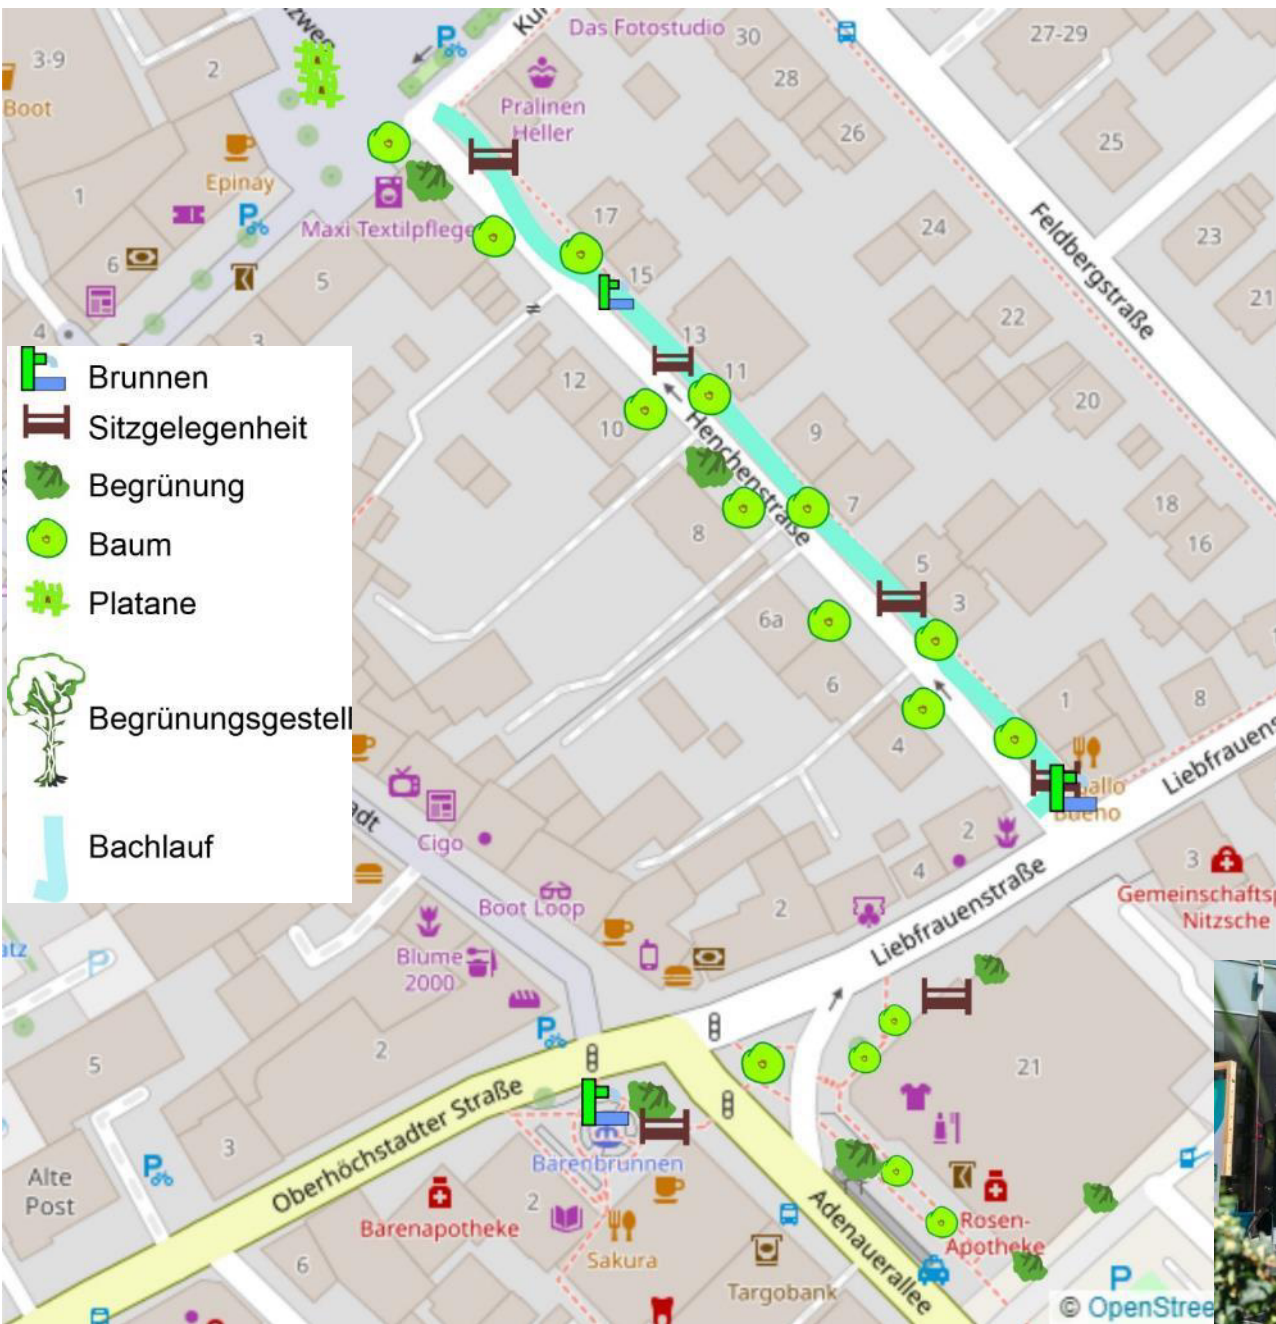 Das Fotostudio
30
27-29
3-9
2
28
Boot
Pralinen
Heller
26
25
Epinay
1
17
24
23
Maxi Textilpflege
Feldbergstraße
6
5
15
21
22
4
3
13
Brunnen
12
11
20
Sitzgelegenheit
10
Henchenstraße
9
Begrünung
7
18
8
16
Baum
5
Platane
3
6a
6
1
8
Begrünungsgestell
4
Liebfrauens
Bueno
2
Bachlauf
Cigo
3
4
Gemeinschaftsp
Nitzsche
Boot Loop
2
Liebfrauenstraße
P
Blume
2000
P
2
5
21
Oberhöchstadter Straße
3
Bärenbrunnen
P
Alte
Post
2
Bärenapotheke
Adenauerallee
Rosen-
Apotheke
Sakura
6
Targobank
P
© OpenStree